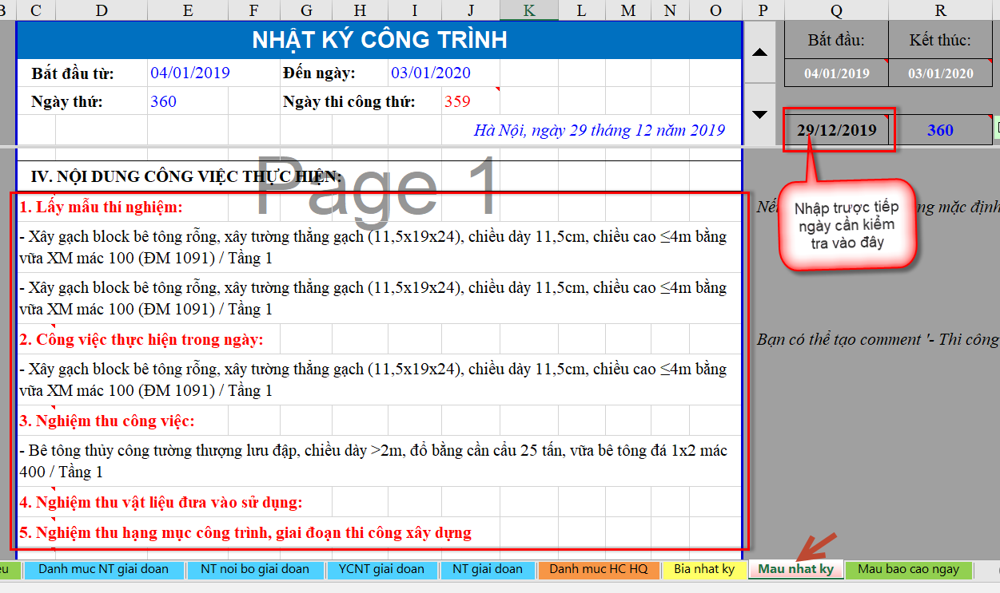 B C D E F G H I J K L M N O P Q R
NHẬT KÝ CÔNG TRÌNH
Bắt đầu: Kết thúc:
Bắt đầu từ: 04/01/2019 Đến ngày: 03/01/2020
04/01/2019 03/01/2020
Ngày thứ: 360 Ngày thi công thứ: 359
Hà Nội, ngày 29 tháng 12 năm 2019
29/12/2019 360
Page 1
IV. NỘI DUNG CÔNG VIỆC THỰC HIỆN:
1. Lấy mẫu thí nghiệm:
ng mặc định
Nhập trược tiếp
ngày cần kiểm
tra vào đây
- Xây gạch block bê tông rỗng, xây tường thẳng gạch (11,5x19x24), chiều dày 11,5cm, chiều cao ≤4m bằng
vữa XM mác 100 (ĐM 1091) / Tầng 1
- Xây gạch block bê tông rỗng, xây tường thẳng gạch (11,5x19x24), chiều dày 11,5cm, chiều cao ≤4m bằng
vữa XM mác 100 (ĐM 1091) / Tầng 1
2. Công việc thực hiện trong ngày:
Bạn có thể tạo comment '- Thi công
- Xây gạch block bê tông rỗng, xây tường thẳng gạch (11,5x19x24), chiều dày 11,5cm, chiều cao ≤4m bằng
vữa XM mác 100 (ĐM 1091) / Tầng 1
3. Nghiệm thu công việc:
- Bê tông thủy công tường thượng lưu đập, chiều dày >2m, đổ bằng cần cẩu 25 tấn, vữa bê tông đá 1x2 mác
400 / Tầng 1
4. Nghiệm thu vật liệu đưa vào sử dụng:
5. Nghiệm thu hạng mục công trình, giai đoạn thi công xây dựng
Danh muc NT giai doan NT noi bo giai doan YCNT giai doan NT giai doan Danh muc HC HQ Bia nhat ky Mau nhat ky Mau bao cao ngay